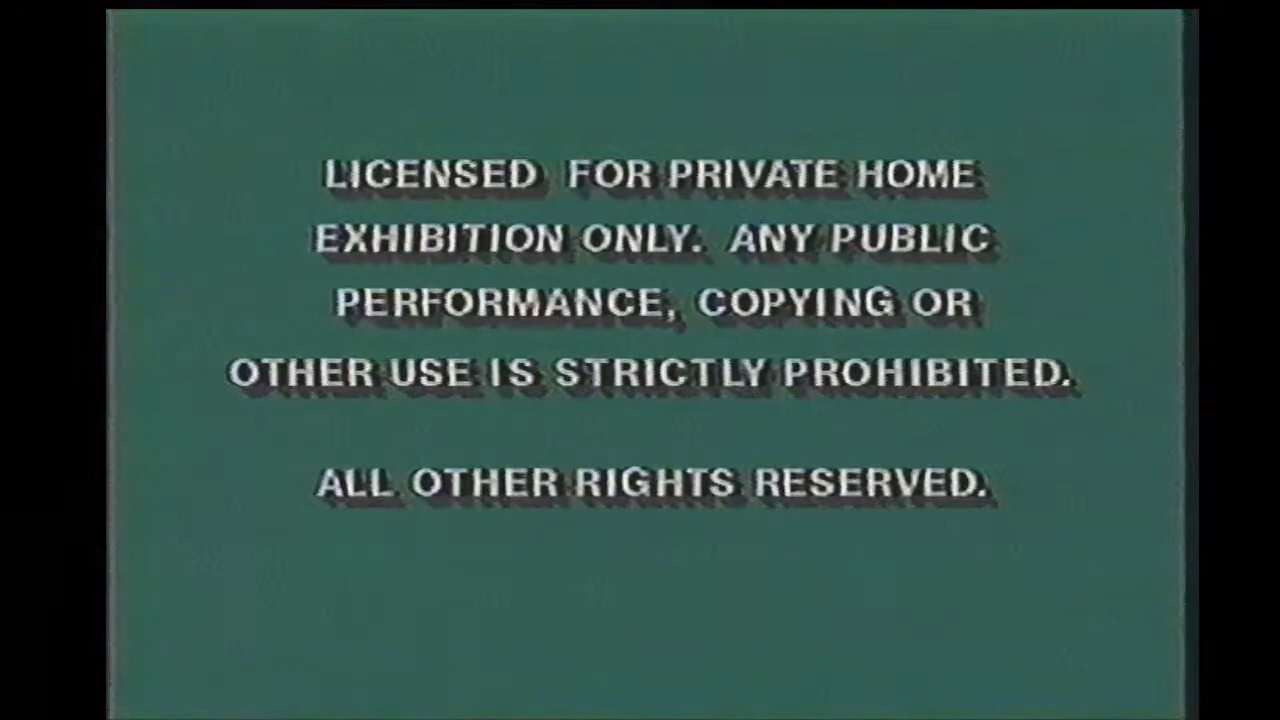 LICENSED FOR PRIVATE HOME
EXHIBITION ONLY. ANY PUBLIC
PERFORMANCE, COPYING OR
OTHER USE IS STRICTLY PROHIBITED.
ALL OTHER RIGHTS RESERVED.